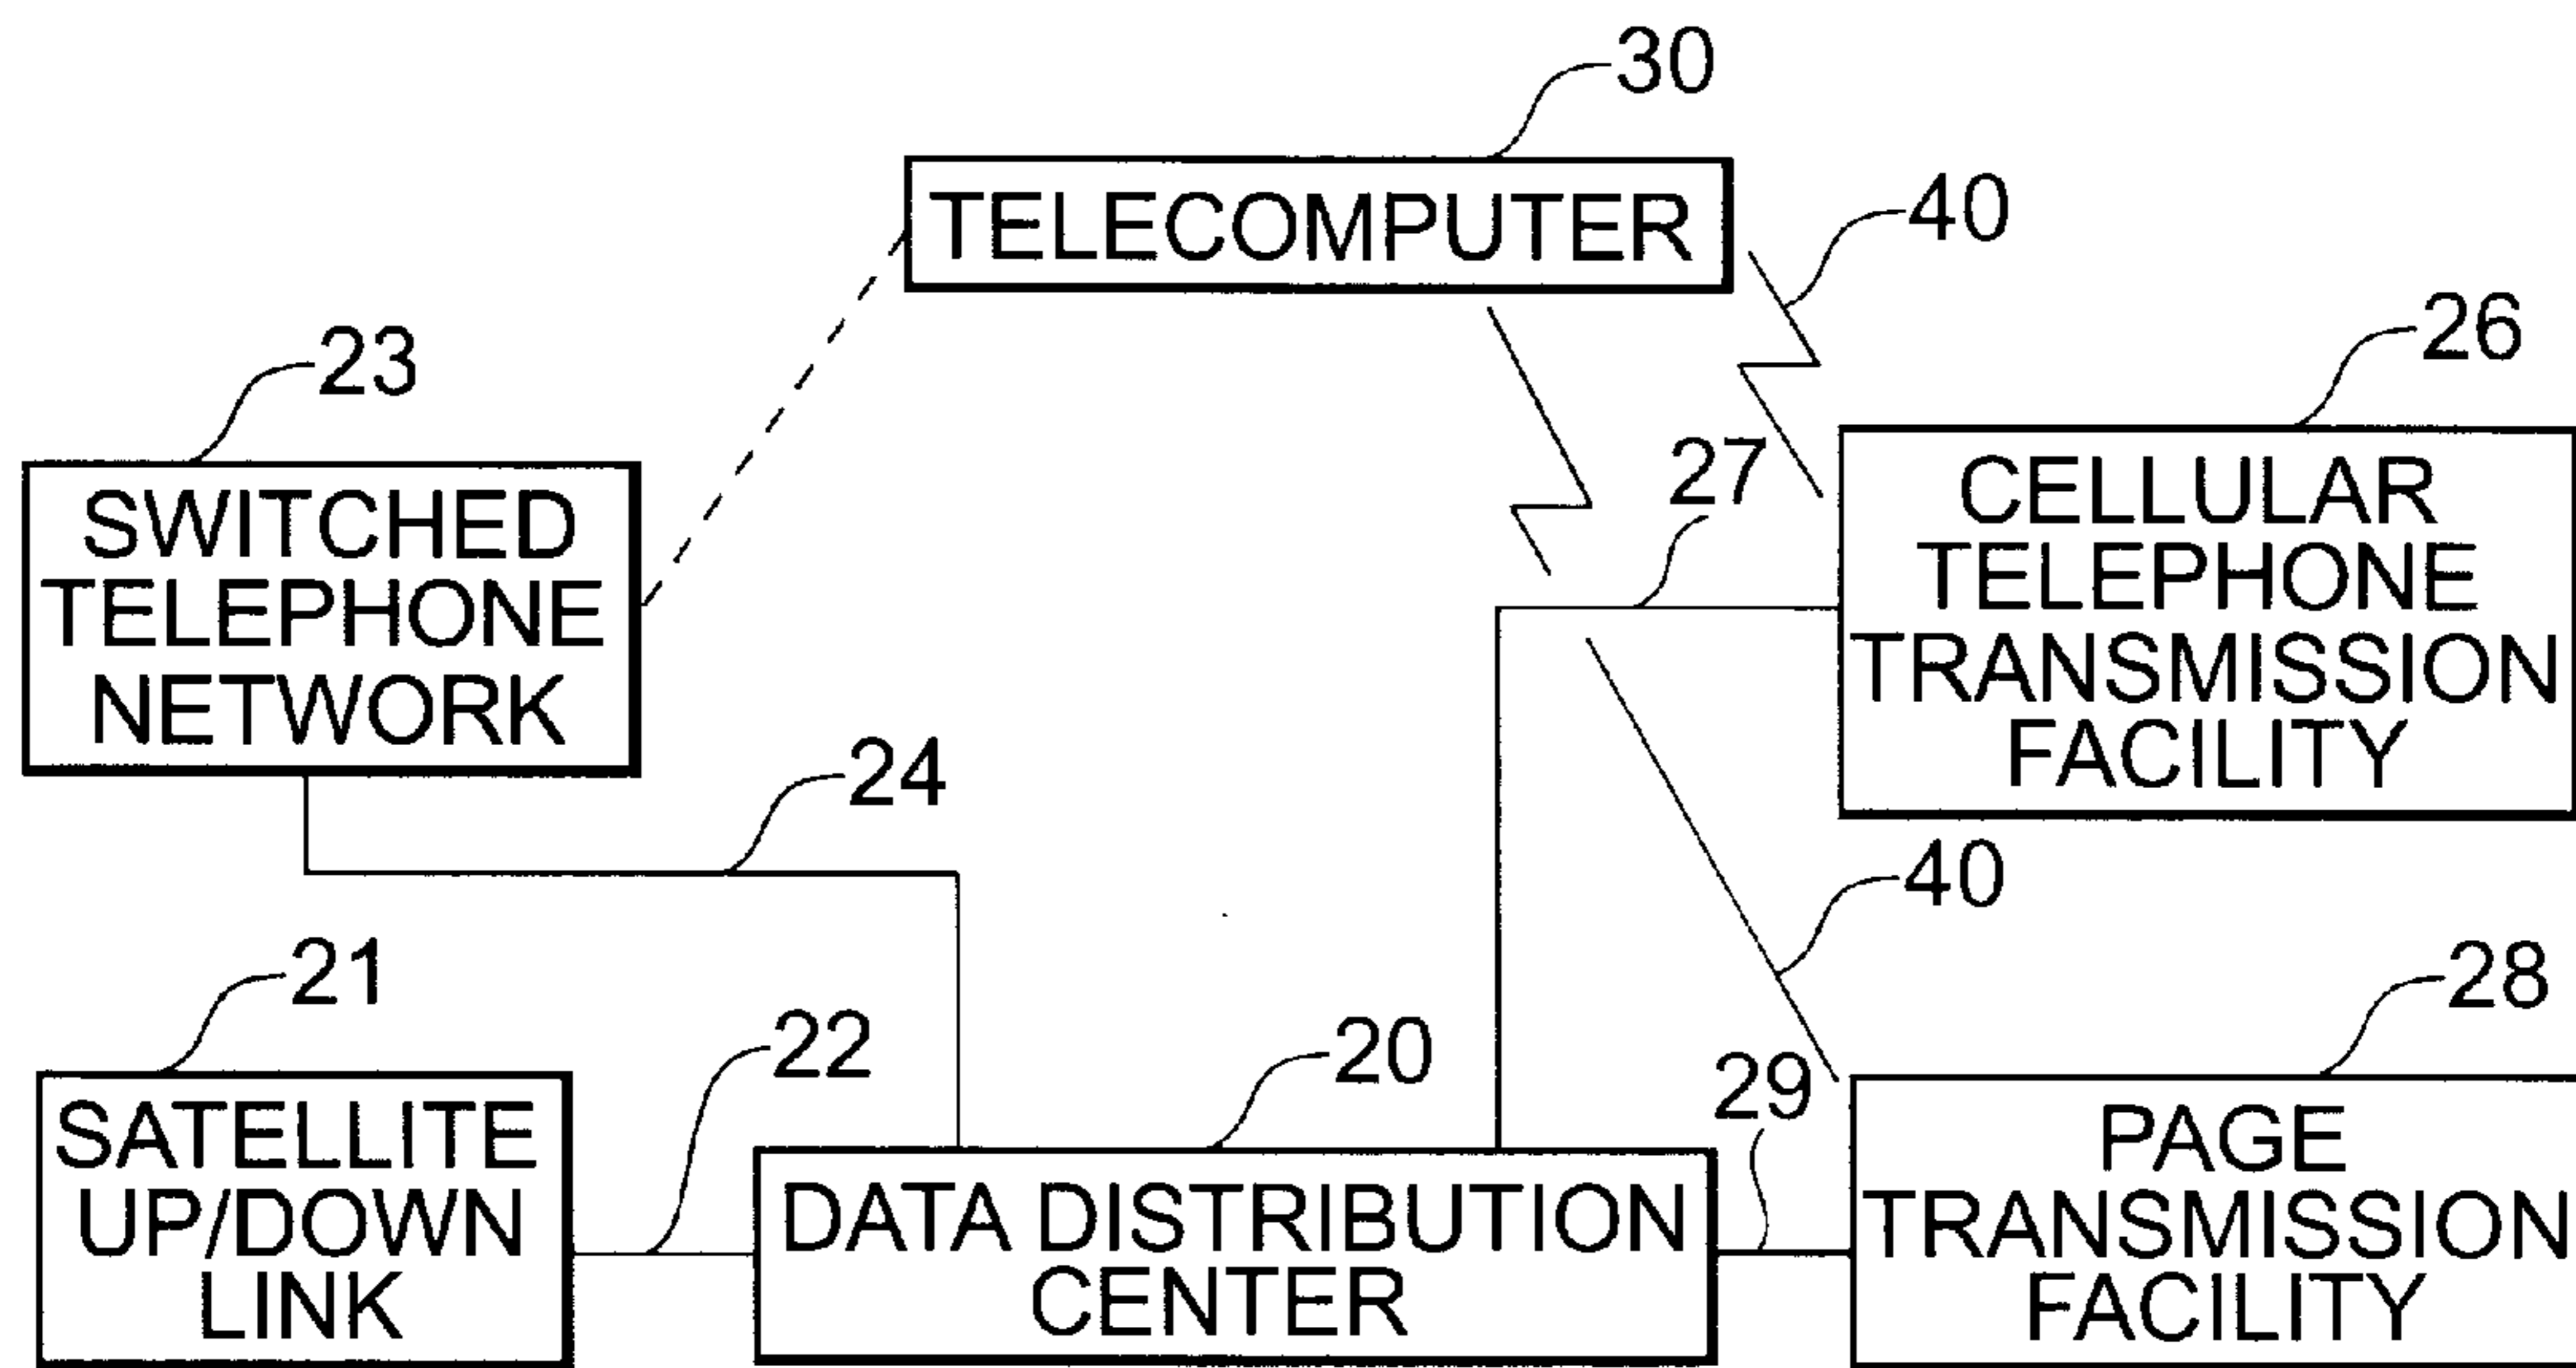 30
TELECOMPUTER
40
23
26
SWITCHED
TELEPHONE
NETWORK
27
CELLULAR
TELEPHONE
TRANSMISSION
FACILITY
24
40
21
22
20
29
28
SATELLITE
UP/DOWN
LINK
DATA DISTRIBUTION
CENTER
PAGE
TRANSMISSION
FACILITY